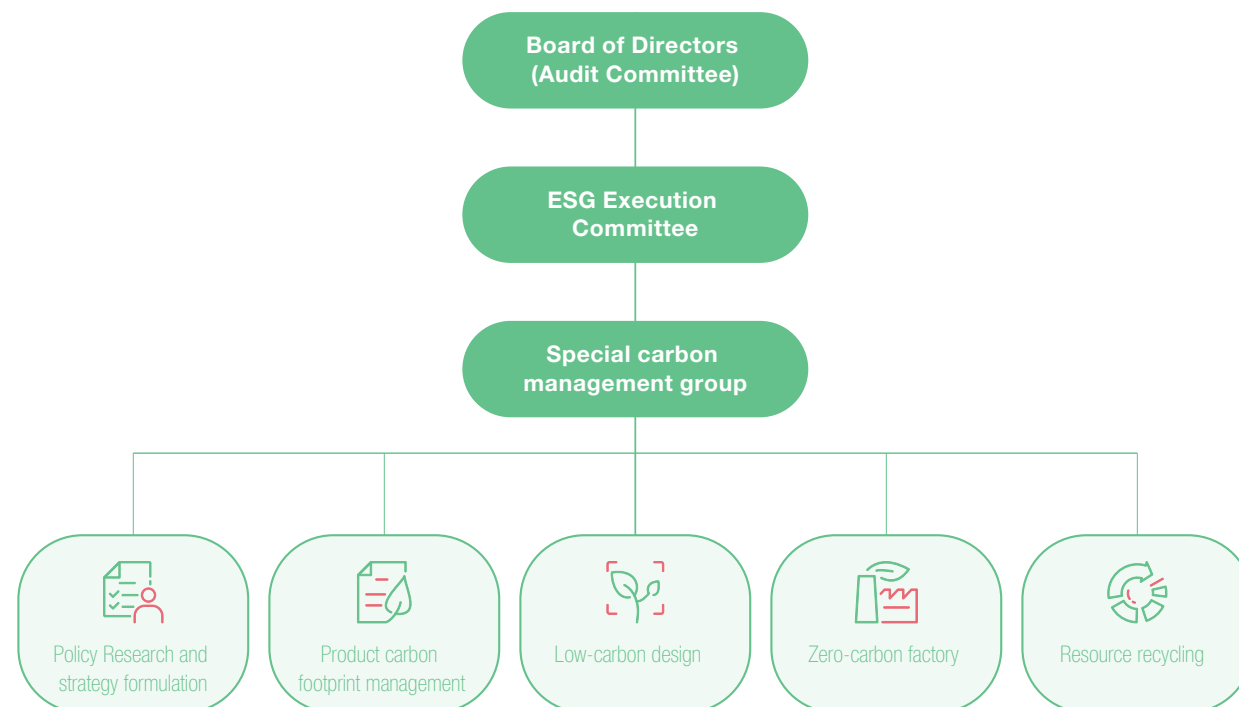 Board of Directors
(Audit Committee)
ESG Execution
Committee
Special carbon
management group
Policy Research and
strategy formulation
Product carbon
footprint management
Low-carbon design
Zero-carbon factory
Resource recycling